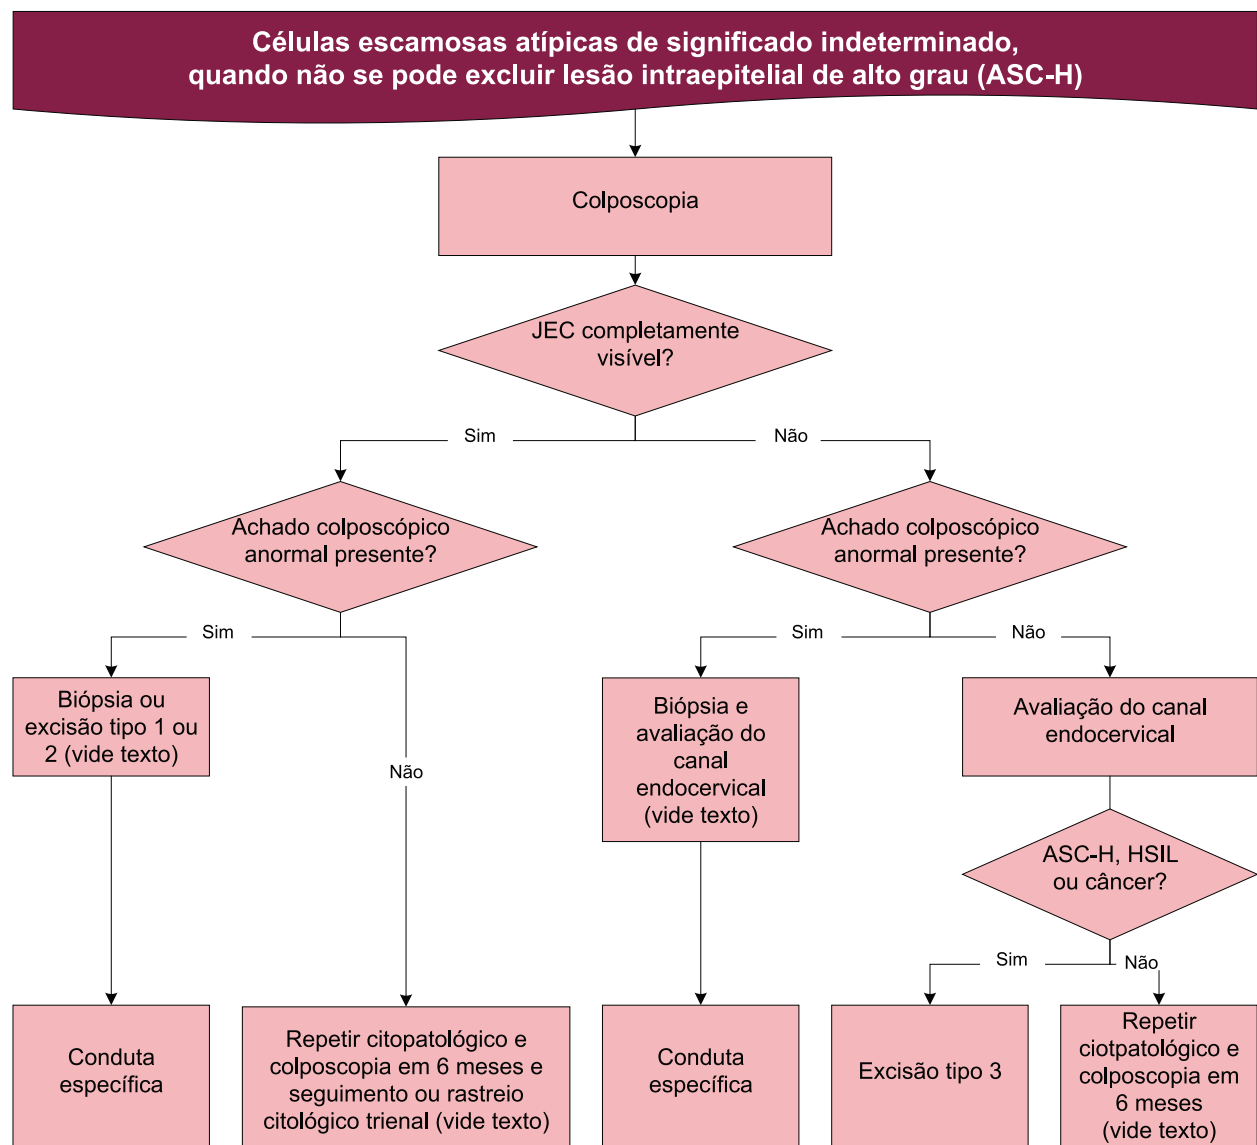 Células escamosas atípicas de significado indeterminado,
quando não se pode excluir lesão intraepitelial de alto grau (ASC-H)
Colposcopia
JEC completamente
visível?
Sim
Não
Achado colposcópico
anormal presente?
Achado colposcópico
anormal presente?
Sim
Não
Sim
Não
Biópsia ou
excisão tipo 1 ou
2 (vide texto)
Biópsia e
avaliação do
canal
endocervical
(vide texto)
Avaliação do canal
endocervical
ASC-H, HSIL
ou câncer?
Sim
Não
Conduta
específica
Repetir citopatológico e
colposcopia em 6 meses e
seguimento ou rastreio
citológico trienal (vide texto)
Conduta
específica
Excisão tipo 3
Repetir
ciotpatológico e
colposcopia em
6 meses
(vide texto)